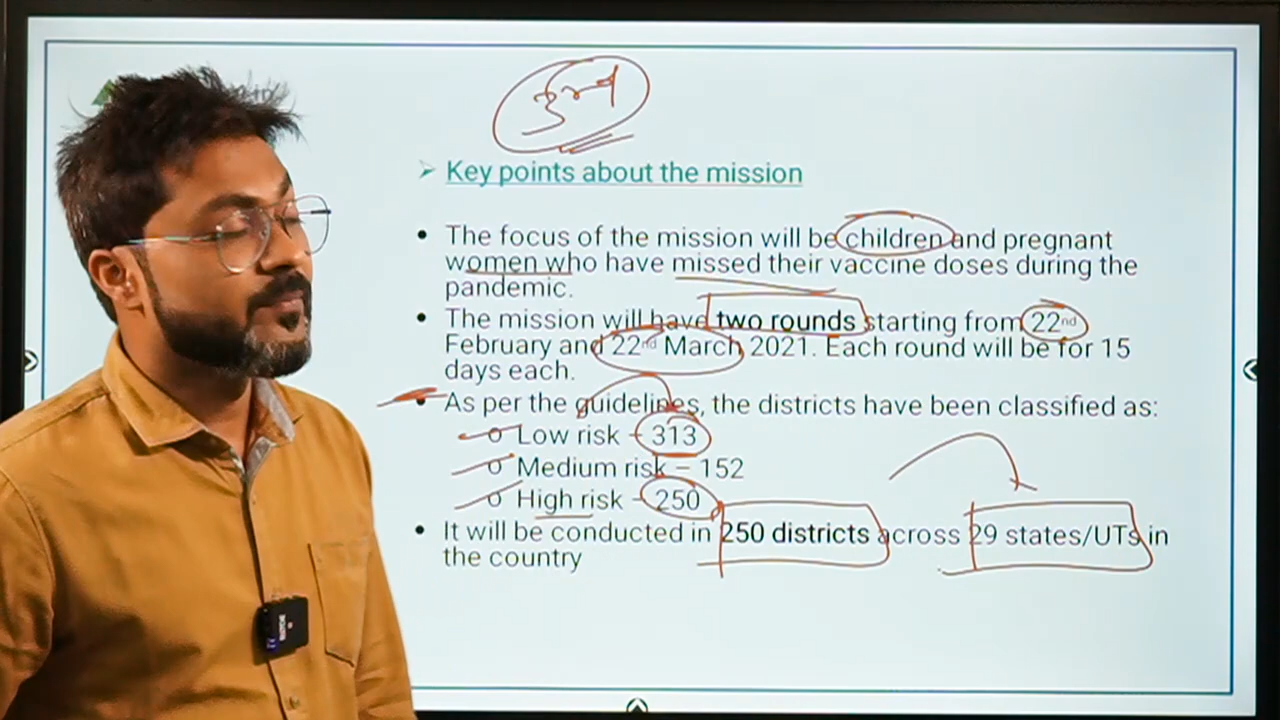 3rd
➢ Key points about the mission
• The focus of the mission will be children and pregnant
women who have missed their vaccine doses during the
pandemic.
• The mission will have two rounds starting from 22nd
February and 22nd March 2021. Each round will be for 15
days each.
• As per the guidelines, the districts have been classified as:
o Low risk – 313
o Medium risk – 152
o High risk – 250
• It will be conducted in 250 districts across 29 states/UTs in
the country